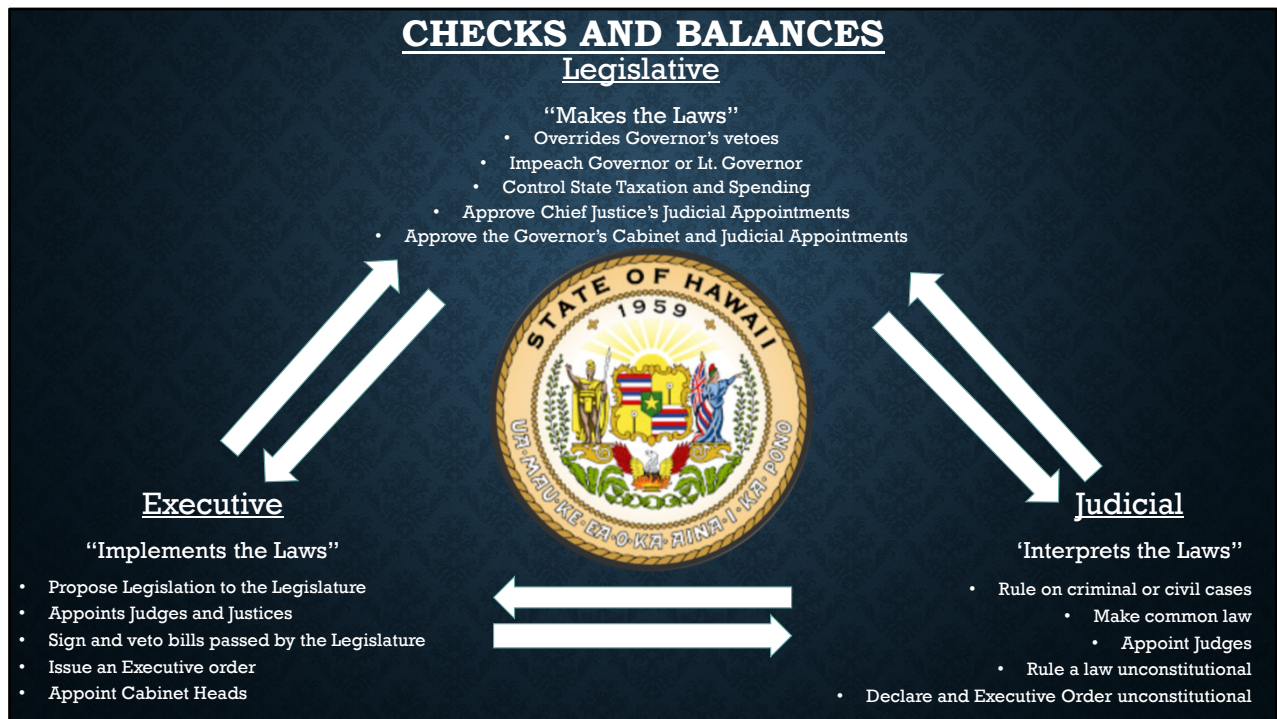 CHECKS AND BALANCES
Legislative
“Makes the Laws”
• Overrides Governor’s vetoes
• Impeach Governor or Lt. Governor
• Control State Taxation and Spending
• Approve Chief Justice’s Judicial Appointments
• Approve the Governor’s Cabinet and Judicial Appointments
STATE OF HAWAII
1959
UA·MAU·KE·EA·O·KA·AINA·I·KA·PONO
Executive
“Implements the Laws”
• Propose Legislation to the Legislature
• Appoints Judges and Justices
• Sign and veto bills passed by the Legislature
• Issue an Executive order
• Appoint Cabinet Heads
Judicial
‘Interprets the Laws”
• Rule on criminal or civil cases
• Make common law
• Appoint Judges
• Rule a law unconstitutional
• Declare and Executive Order unconstitutional